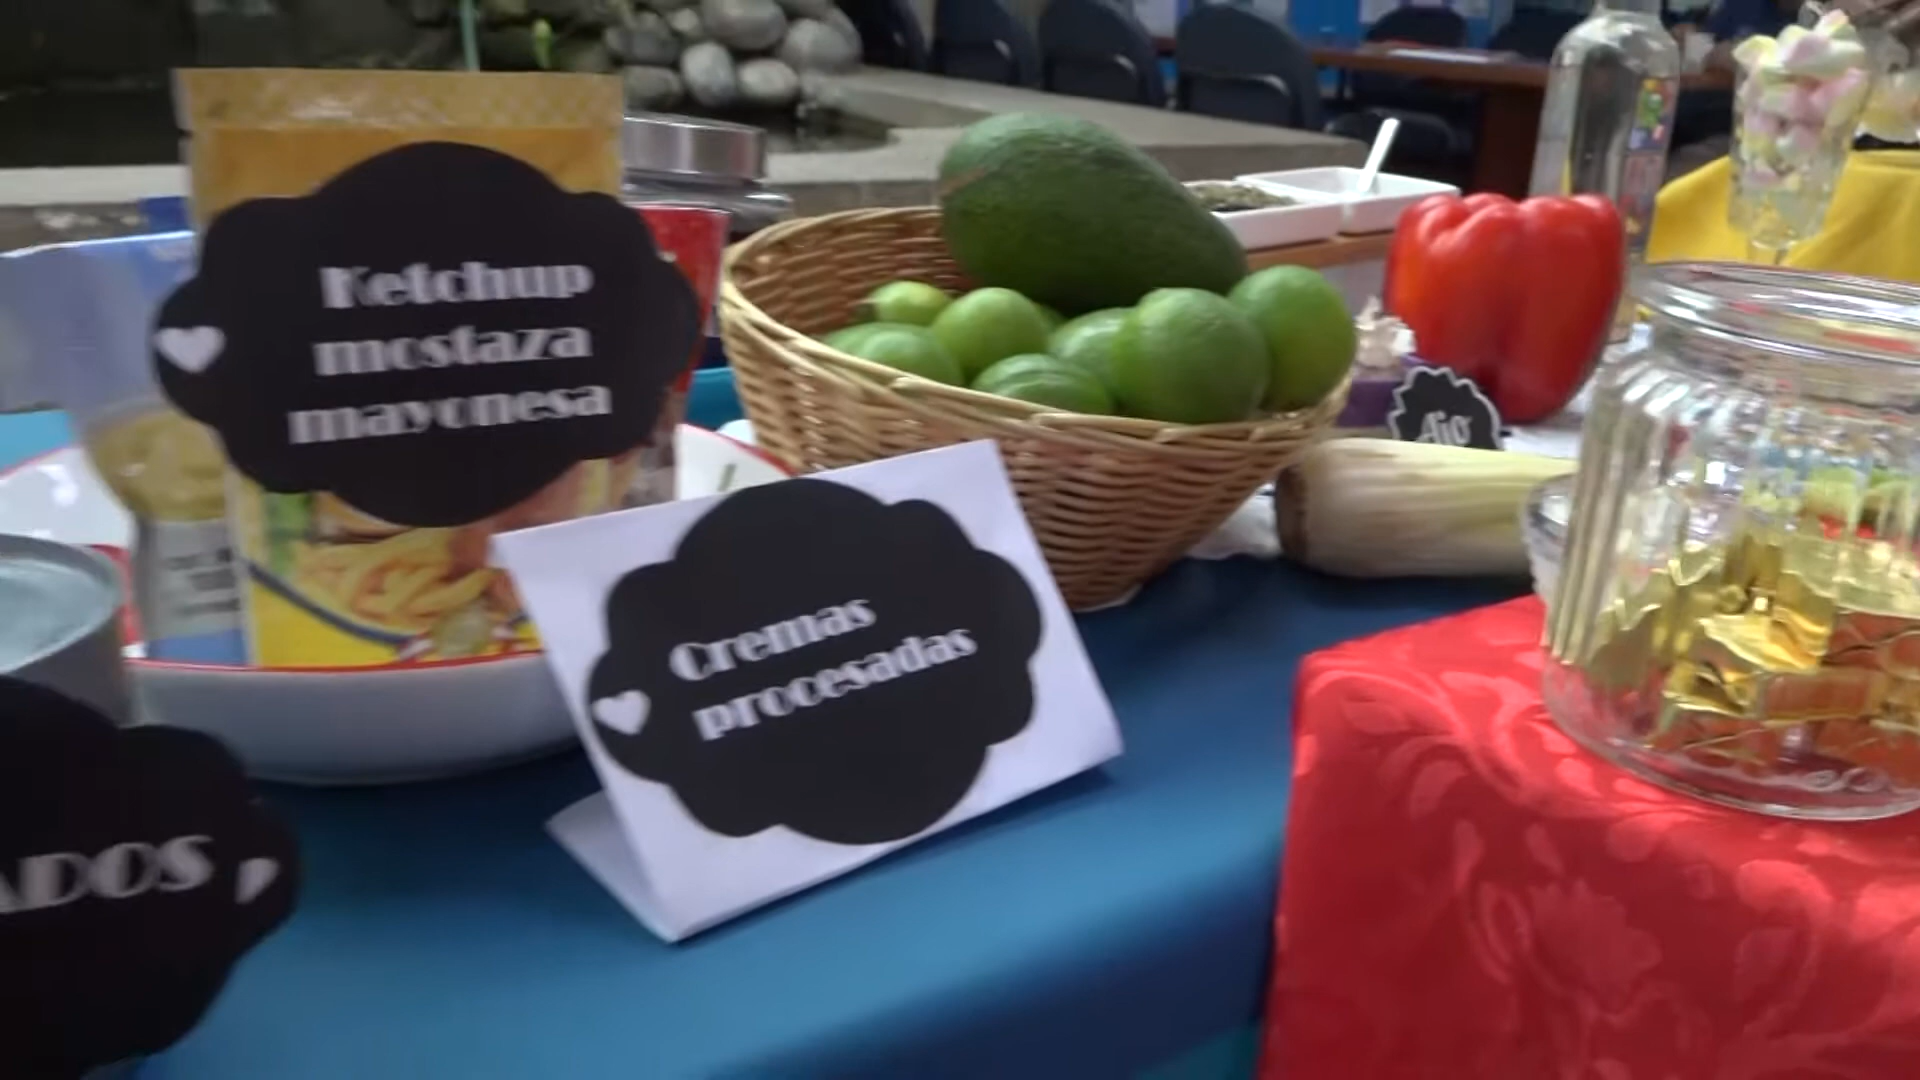 Ketchup
mostaza
mayonesa
Cremas
procesadas
Ajo
ADOS